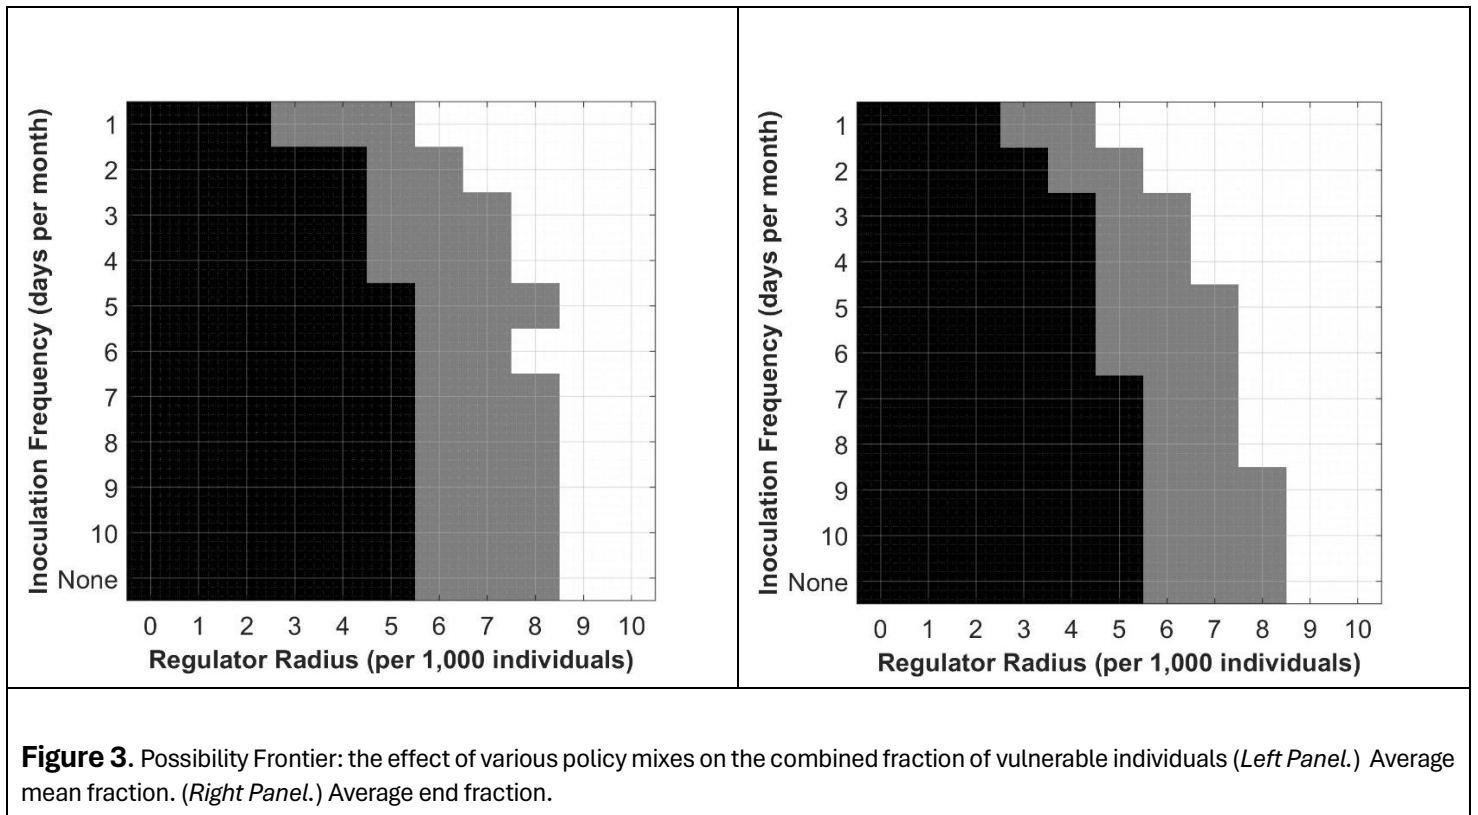 Inoculation Frequency (days per month)
1
2
3
4
5
6
7
8
9
10
None
0 1 2 3 4 5 6 7 8 9 10
Regulator Radius (per 1,000 individuals)
Inoculation Frequency (days per month)
1
2
3
4
5
6
7
8
9
10
None
0 1 2 3 4 5 6 7 8 9 10
Regulator Radius (per 1,000 individuals)
Figure 3. Possibility Frontier: the effect of various policy mixes on the combined fraction of vulnerable individuals (Left Panel.) Average
mean fraction. (Right Panel.) Average end fraction.